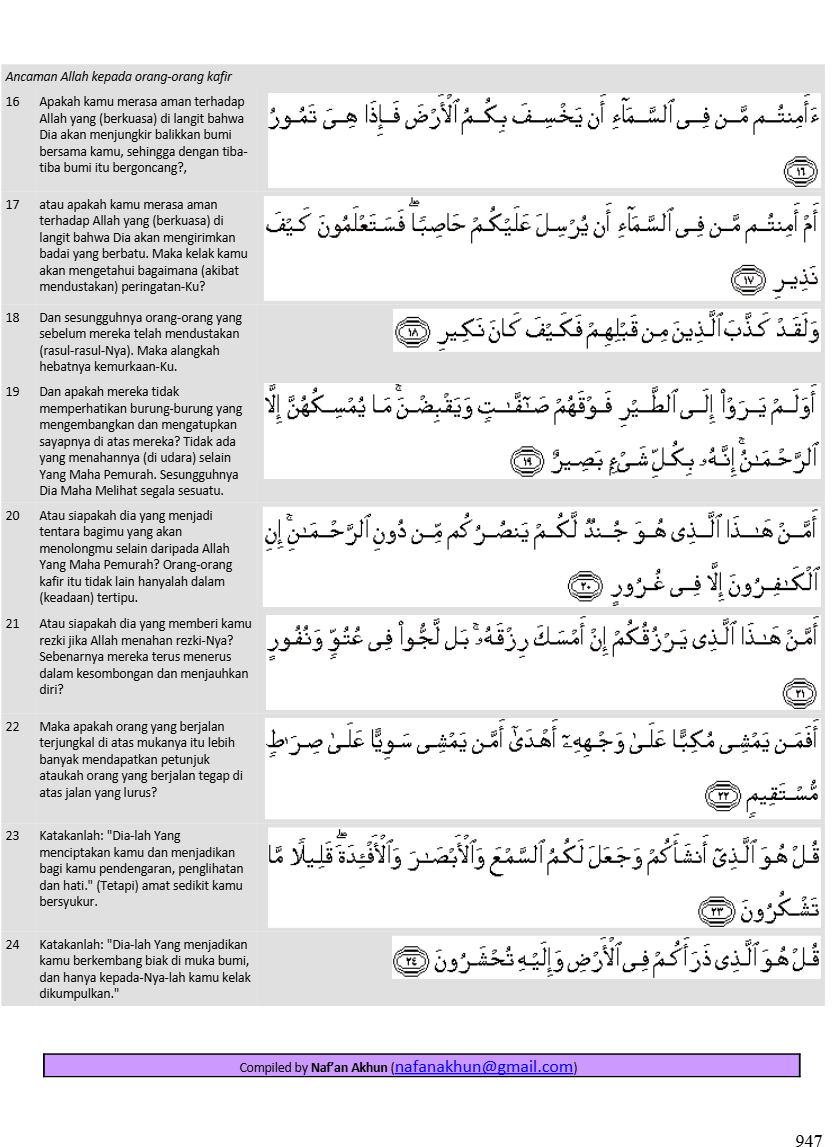 Ancaman Allah kepada orang-orang kafir
16 Apakah kamu merasa aman terhadap
Allah yang (berkuasa) di langit bahwa
Dia akan menjungkir balikkan bumi
bersama kamu, sehingga dengan tiba-
tiba bumi itu bergoncang?,
ءَأَمِنتُم مَّن فِى ٱلسَّمَآءِ أَن يَخْسِفَ بِكُمُ ٱلْأَرْضَ فَإِذَا هِىَ تَمُورُ
١٦
17 atau apakah kamu merasa aman
terhadap Allah yang (berkuasa) di
langit bahwa Dia akan mengirimkan
badai yang berbatu. Maka kelak kamu
akan mengetahui bagaimana (akibat
mendustakan) peringatan-Ku?
أَمْ أَمِنتُم مَّن فِى ٱلسَّمَآءِ أَن يُرْسِلَ عَلَيْكُمْ حَاصِبًا ۖ فَسَتَعْلَمُونَ كَيْفَ
نَذِيرِ ١٧
18 Dan sesungguhnya orang-orang yang
sebelum mereka telah mendustakan
(rasul-rasul-Nya). Maka alangkah
hebatnya kemurkaan-Ku.
وَلَقَدْ كَذَّبَ ٱلَّذِينَ مِن قَبْلِهِمْ فَكَيْفَ كَانَ نَكِيرِ ١٨
19 Dan apakah mereka tidak
memperhatikan burung-burung yang
mengembangkan dan mengatupkan
sayapnya di atas mereka? Tidak ada
yang menahannya (di udara) selain
Yang Maha Pemurah. Sesungguhnya
Dia Maha Melihat segala sesuatu.
أَوَلَمْ يَرَوْا۟ إِلَى ٱلطَّيْرِ فَوْقَهُمْ صَـٰٓفَّـٰتٍ وَيَقْبِضْنَ ۚ مَا يُمْسِكُهُنَّ إِلَّا
ٱلرَّحْمَـٰنُ ۚ إِنَّهُۥ بِكُلِّ شَىْءٍۭ بَصِيرٌ ١٩
20 Atau siapakah dia yang menjadi
tentara bagimu yang akan
menolongmu selain daripada Allah
Yang Maha Pemurah? Orang-orang
kafir itu tidak lain hanyalah dalam
(keadaan) tertipu.
أَمَّنْ هَـٰذَا ٱلَّذِى هُوَ جُندٌ لَّكُمْ يَنصُرُكُم مِّن دُونِ ٱلرَّحْمَـٰنِ ۚ إِنِ
ٱلْكَـٰفِرُونَ إِلَّا فِى غُرُورٍ ٢٠
21 Atau siapakah dia yang memberi kamu
rezki jika Allah menahan rezki-Nya?
Sebenarnya mereka terus menerus
dalam kesombongan dan menjauhkan
diri?
أَمَّنْ هَـٰذَا ٱلَّذِى يَرْزُقُكُمْ إِنْ أَمْسَكَ رِزْقَهُۥ ۚ بَل لَّجُّوا۟ فِى عُتُوٍّ وَنُفُورٍ
٢١
22 Maka apakah orang yang berjalan
terjungkal di atas mukanya itu lebih
banyak mendapatkan petunjuk
ataukah orang yang berjalan tegap di
atas jalan yang lurus?
أَفَمَن يَمْشِى مُكِبًّا عَلَىٰ وَجْهِهِۦٓ أَهْدَىٰٓ أَمَّن يَمْشِى سَوِيًّا عَلَىٰ صِرَٰطٍ
مُّسْتَقِيمٍ ٢٢
23 Katakanlah: "Dia-lah Yang
menciptakan kamu dan menjadikan
bagi kamu pendengaran, penglihatan
dan hati." (Tetapi) amat sedikit kamu
bersyukur.
قُلْ هُوَ ٱلَّذِىٓ أَنشَأَكُمْ وَجَعَلَ لَكُمُ ٱلسَّمْعَ وَٱلْأَبْصَـٰرَ وَٱلْأَفْـِٔدَةَ ۖ قَلِيلًا مَّا
تَشْكُرُونَ ٢٣
24 Katakanlah: "Dia-lah Yang menjadikan
kamu berkembang biak di muka bumi,
dan hanya kepada-Nya-lah kamu kelak
dikumpulkan."
قُلْ هُوَ ٱلَّذِى ذَرَأَكُمْ فِى ٱلْأَرْضِ وَإِلَيْهِ تُحْشَرُونَ ٢٤
Compiled by Naf’an Akhun (nafanakhun@gmail.com)
947